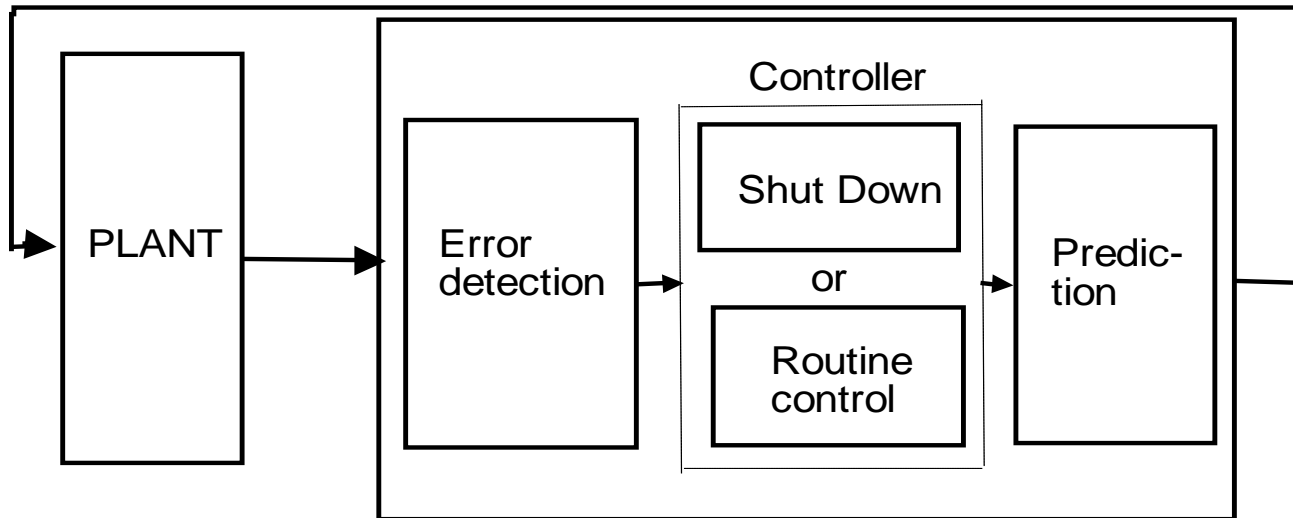 Controller
PLANT
Error
detection
Shut Down
or
Routine
control
Predic-
tion